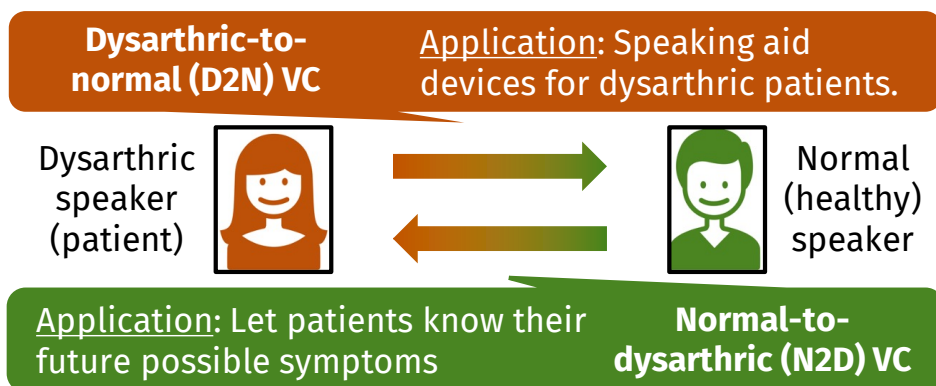 Dysarthric-to-
normal (D2N) VC
Application: Speaking aid
devices for dysarthric patients.
Dysarthric
speaker
(patient)
Normal
(healthy)
speaker
Application: Let patients know their
future possible symptoms
Normal-to-
dysarthric (N2D) VC